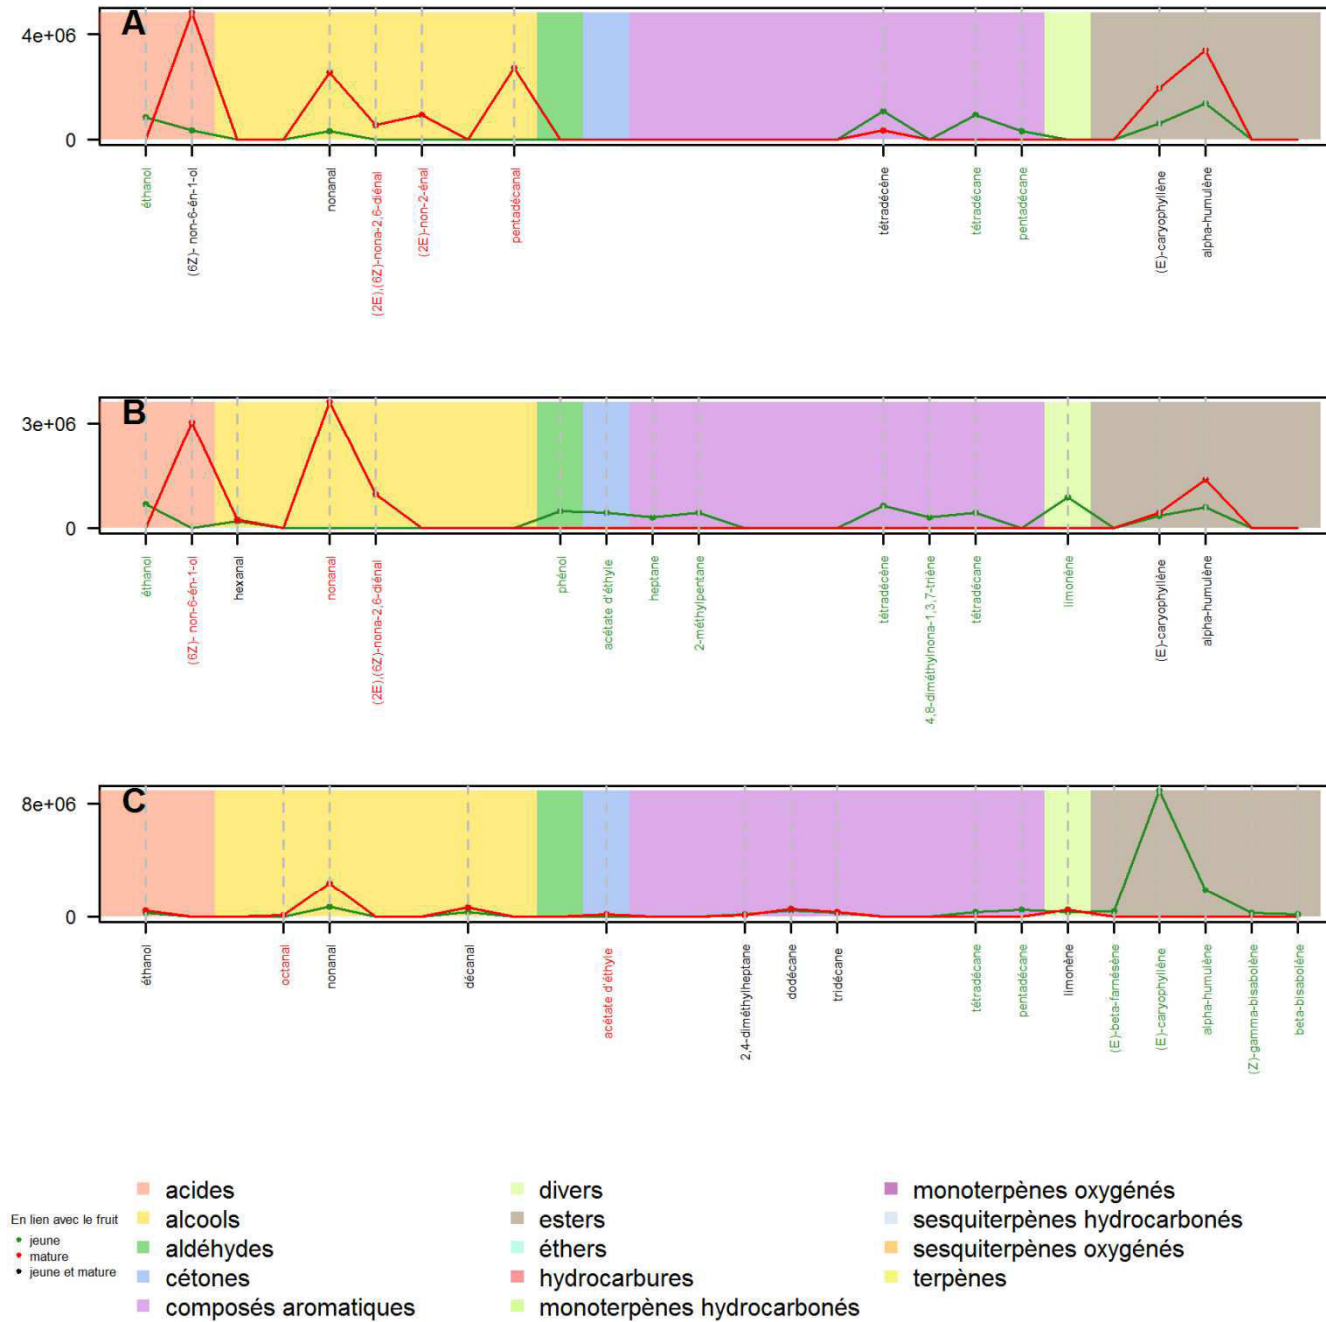 A
4e+06
0
éthanol
(6Z)- non-6-én-1-ol
nonanal
(2E),(6Z)-nona-2,6-diénal
(2E)-non-2-énal
pentadécanal
tétradécène
tétradécane
pentadécane
(E)-caryophyllène
alpha-humulène
B
3e+06
0
éthanol
(6Z)- non-6-én-1-ol
hexanal
nonanal
(2E),(6Z)-nona-2,6-diénal
phénol
acétate d'éthyle
heptane
2-méthylpentane
tétradécène
4,8-diméthylnona-1,3,7-triène
tétradécane
limonène
(E)-caryophyllène
alpha-humulène
C
8e+06
0
éthanol
octanal
nonanal
décanal
acétate d'éthyle
2,4-diméthylheptane
dodécane
tridécane
tétradécane
pentadécane
limonène
(E)-beta-farnésène
(E)-caryophyllène
alpha-humulène
(Z)-gamma-bisabolène
beta-bisabolène
En lien avec le fruit
jeune
mature
jeune et mature
acides
alcools
aldéhydes
cétones
composés aromatiques
divers
esters
éthers
hydrocarbures
monoterpènes hydrocarbonés
monoterpènes oxygénés
sesquiterpènes hydrocarbonés
sesquiterpènes oxygénés
terpènes